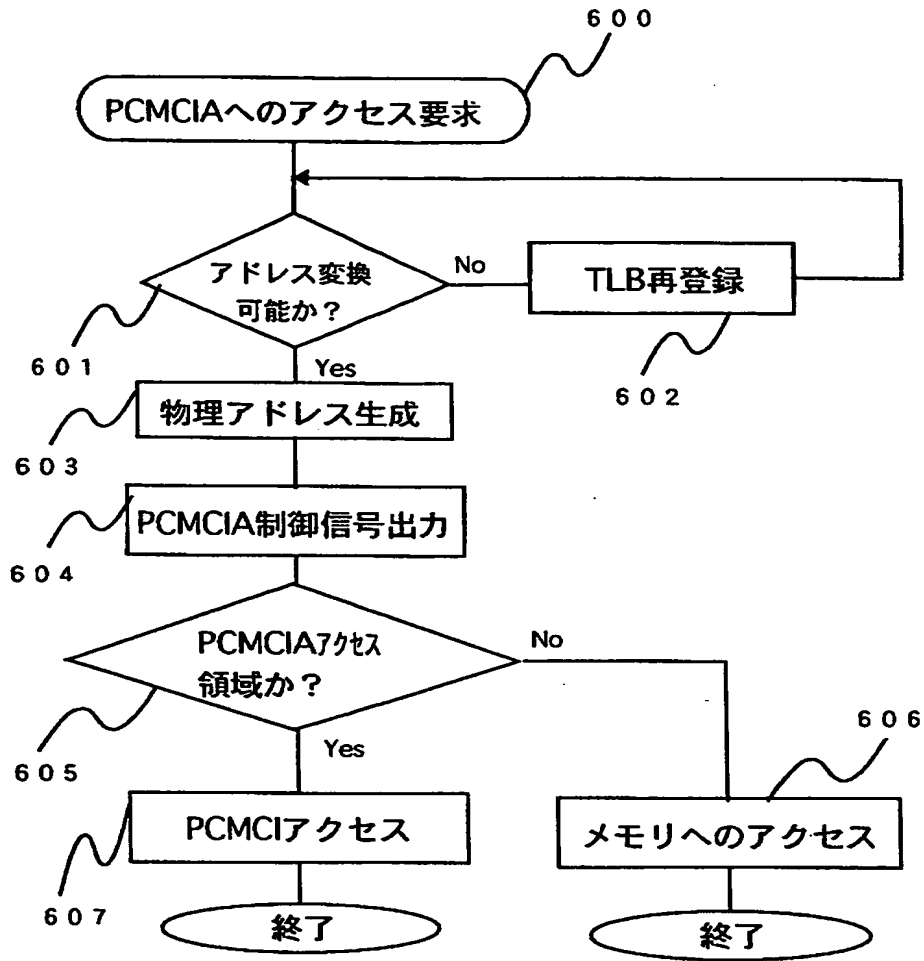 ６００
PCMCIAへのアクセス要求
アドレス変換
可能か？
No
TLB再登録
６０１
Yes
６０２
物理アドレス生成
６０３
PCMCIA制御信号出力
６０４
PCMCIAｱｸｾｽ
領域か？
No
６０５
Yes
６０６
PCMCIアクセス
メモリへのアクセス
６０７
終了
終了